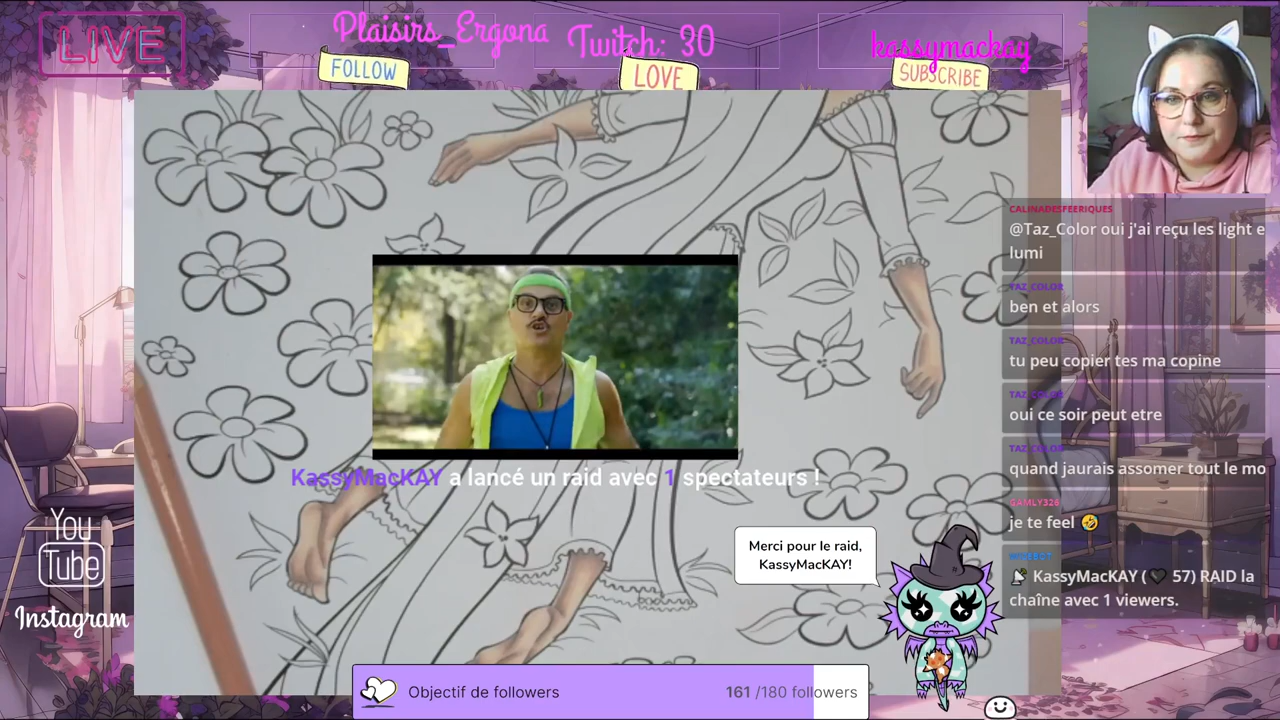 LIVE
Plaisirs_Ergona
Twitch: 30
kassymackay
FOLLOW
LOVE
SUBSCRIBE
CALINADESFEERIQUES
@Taz_Color oui j'ai reçu les light e
lumi
TAZ_COLOR
ben et alors
TAZ_COLOR
tu peu copier tes ma copine
TAZ_COLOR
oui ce soir peut etre
TAZ_COLOR
quand jaurais assomer tout le mo
GAMLY326
je te feel 🤣
KassyMacKAY (🖤 57) RAID la
chaîne avec 1 viewers.
KassyMacKAY a lancé un raid avec 1 spectateurs !
Merci pour le raid,
KassyMacKAY!
You
Tube
Instagram
Objectif de followers 161 /180 followers